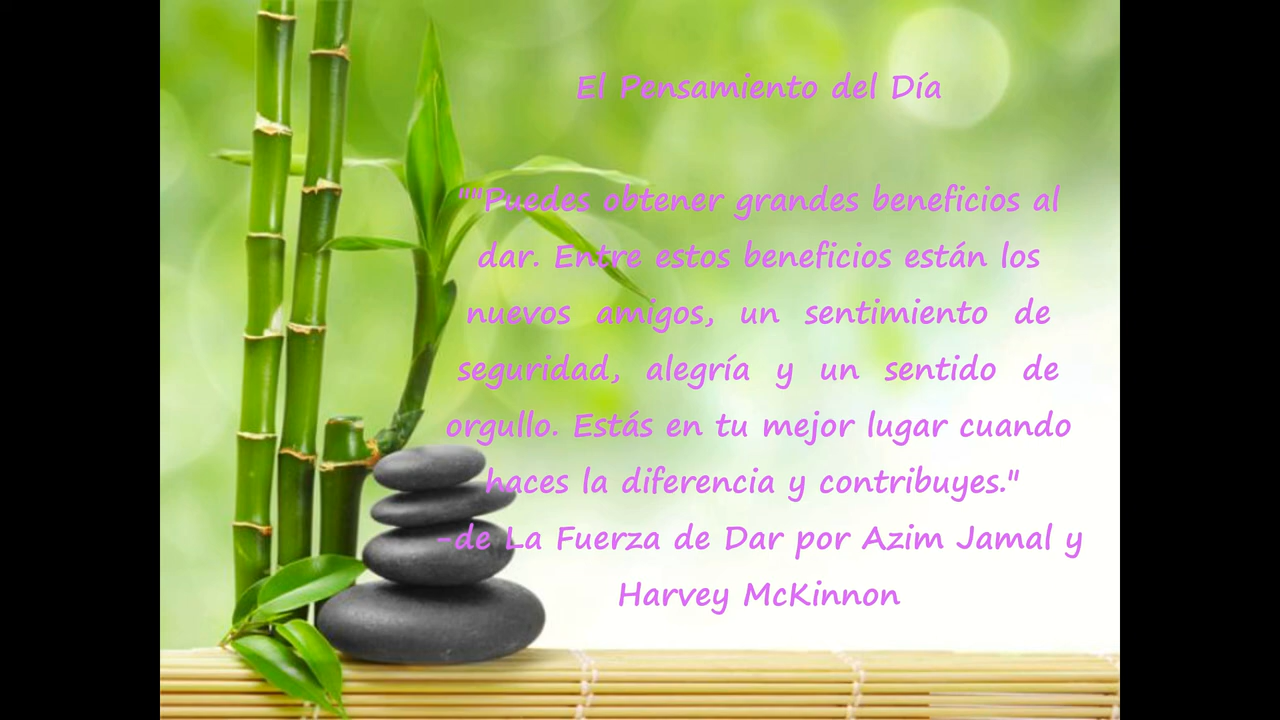 El Pensamiento del Día
""Puedes obtener grandes beneficios al
dar. Entre estos beneficios están los
nuevos amigos, un sentimiento de
seguridad, alegría y un sentido de
orgullo. Estás en tu mejor lugar cuando
haces la diferencia y contribuyes."
-de La Fuerza de Dar por Azim Jamal y
Harvey McKinnon